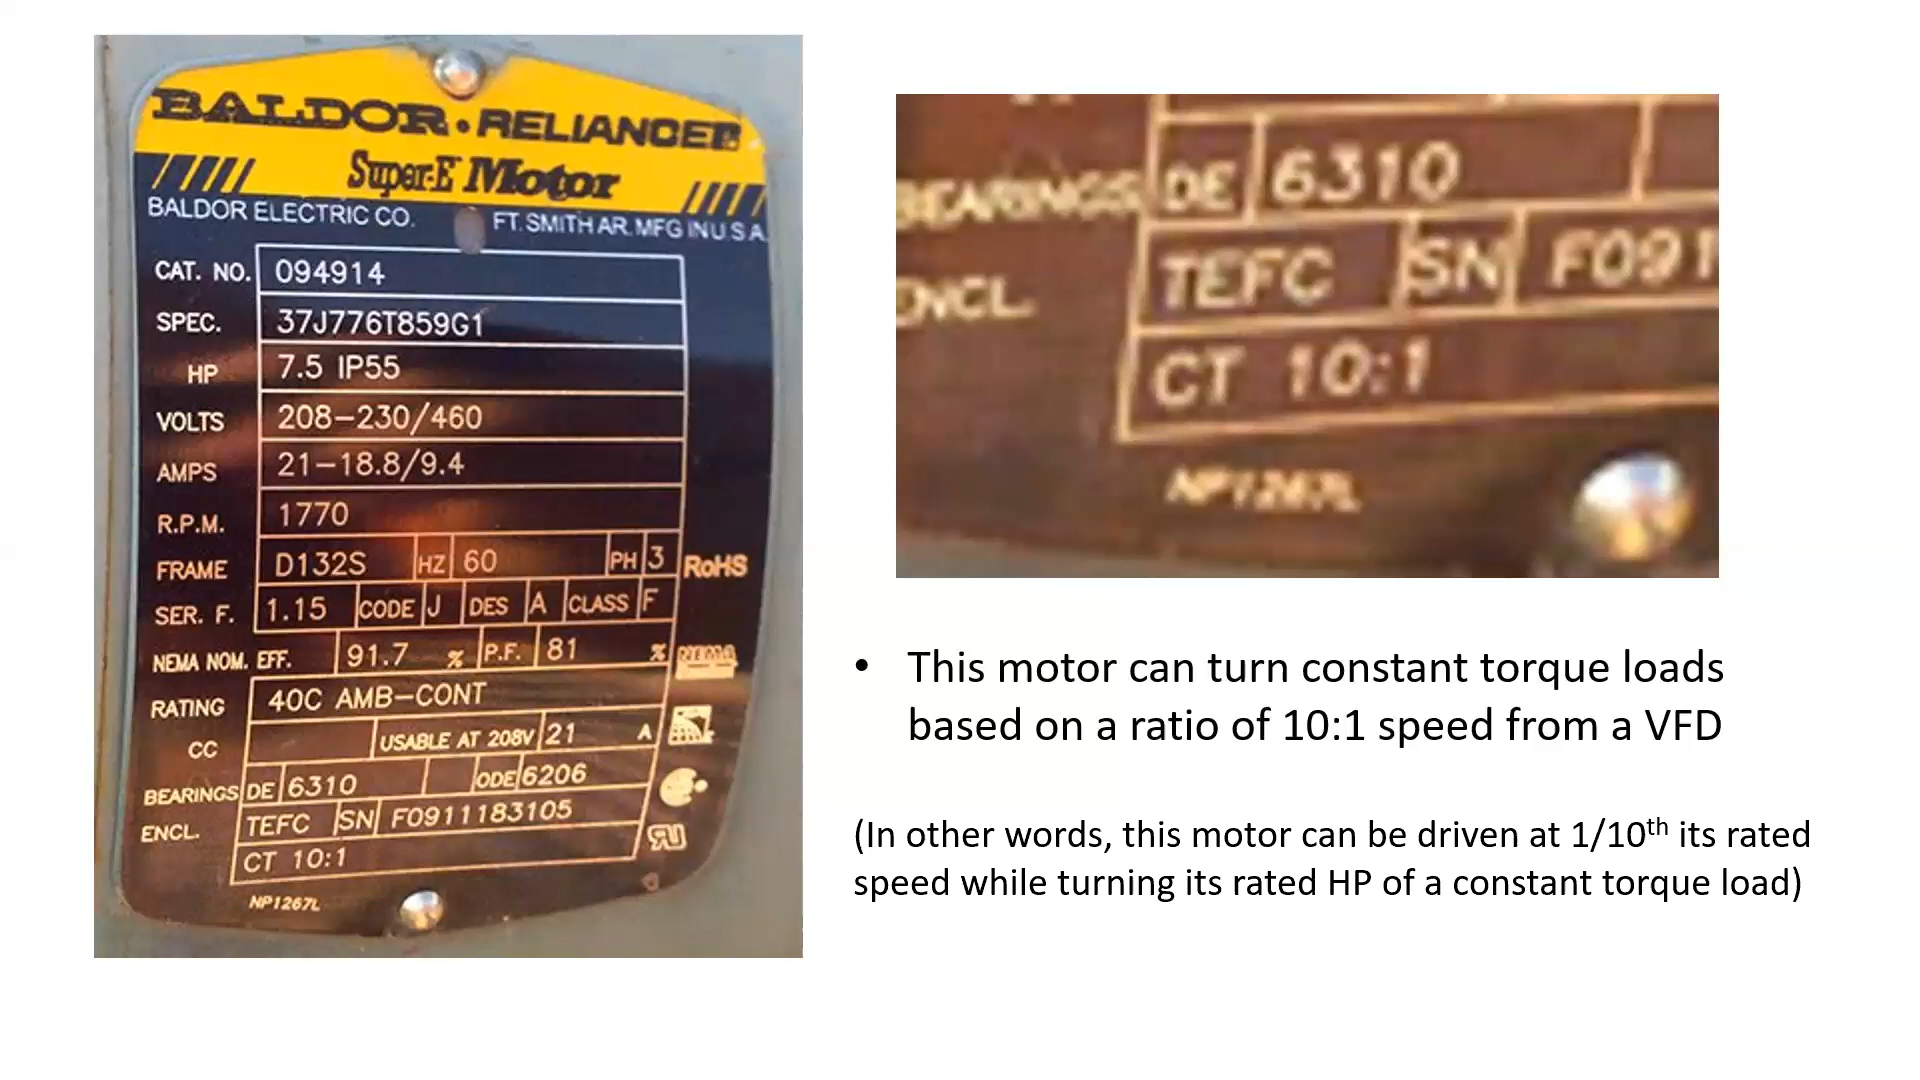 BALDOR • RELIANCER
Super-E Motor
BALDOR ELECTRIC CO. FT. SMITH AR. MFG IN U S A.
CAT. NO. 094914
SPEC. 37J776T859G1
HP 7.5 IP55
VOLTS 208-230/460
AMPS 21-18.8/9.4
R.P.M. 1770
FRAME D132S HZ 60 PH 3 RoHS
SER. F. 1.15 CODE J DES A CLASS F
NEMA NOM. EFF. 91.7 % P.F. 81 % NEMA
RATING 40C AMB-CONT
CC USABLE AT 208V 21 A
BEARINGS DE 6310 ODE 6206
ENCL. TEFC SN F0911183105
CT 10:1
NP1267L
BEARINGS DE 6310
ENCL. TEFC SN F091
CT 10:1
NP1267L
• This motor can turn constant torque loads
based on a ratio of 10:1 speed from a VFD
(In other words, this motor can be driven at 1/10th its rated
speed while turning its rated HP of a constant torque load)